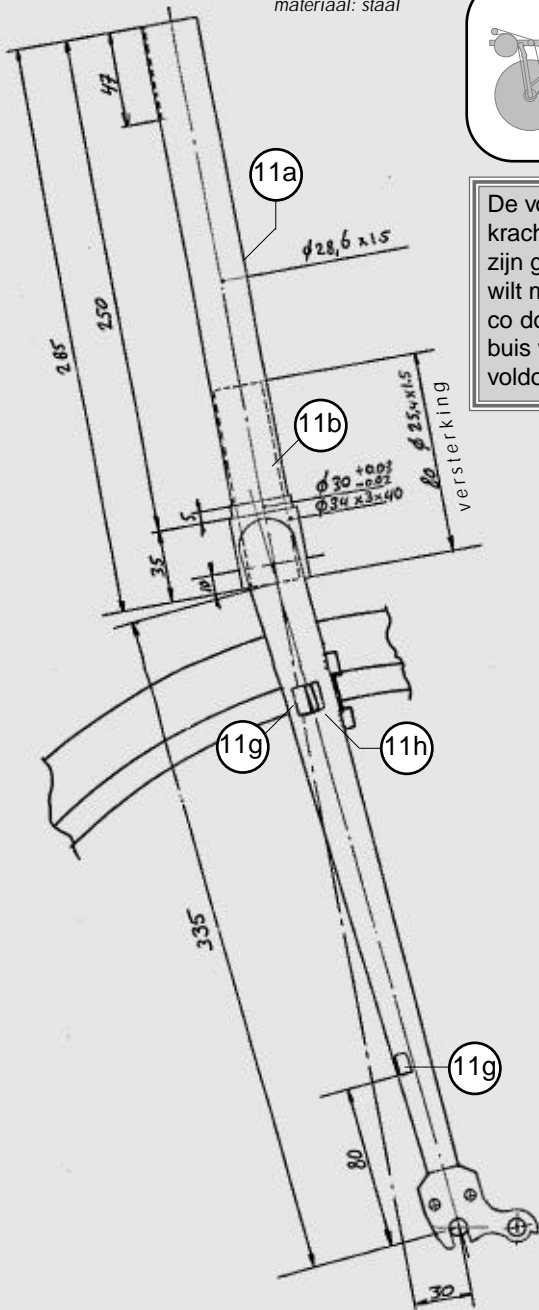 materiaal: staal
47
11a
De vo
krach
zijn g
wilt m
co do
buis v
voldo
ϕ28,6 x1.5
250
285
11b
80 ϕ 25,4x1.5
versterking
ϕ30 +0.03 -0.02
ϕ34 x3x40
5
35
10
11g
11h
335
11g
80
30